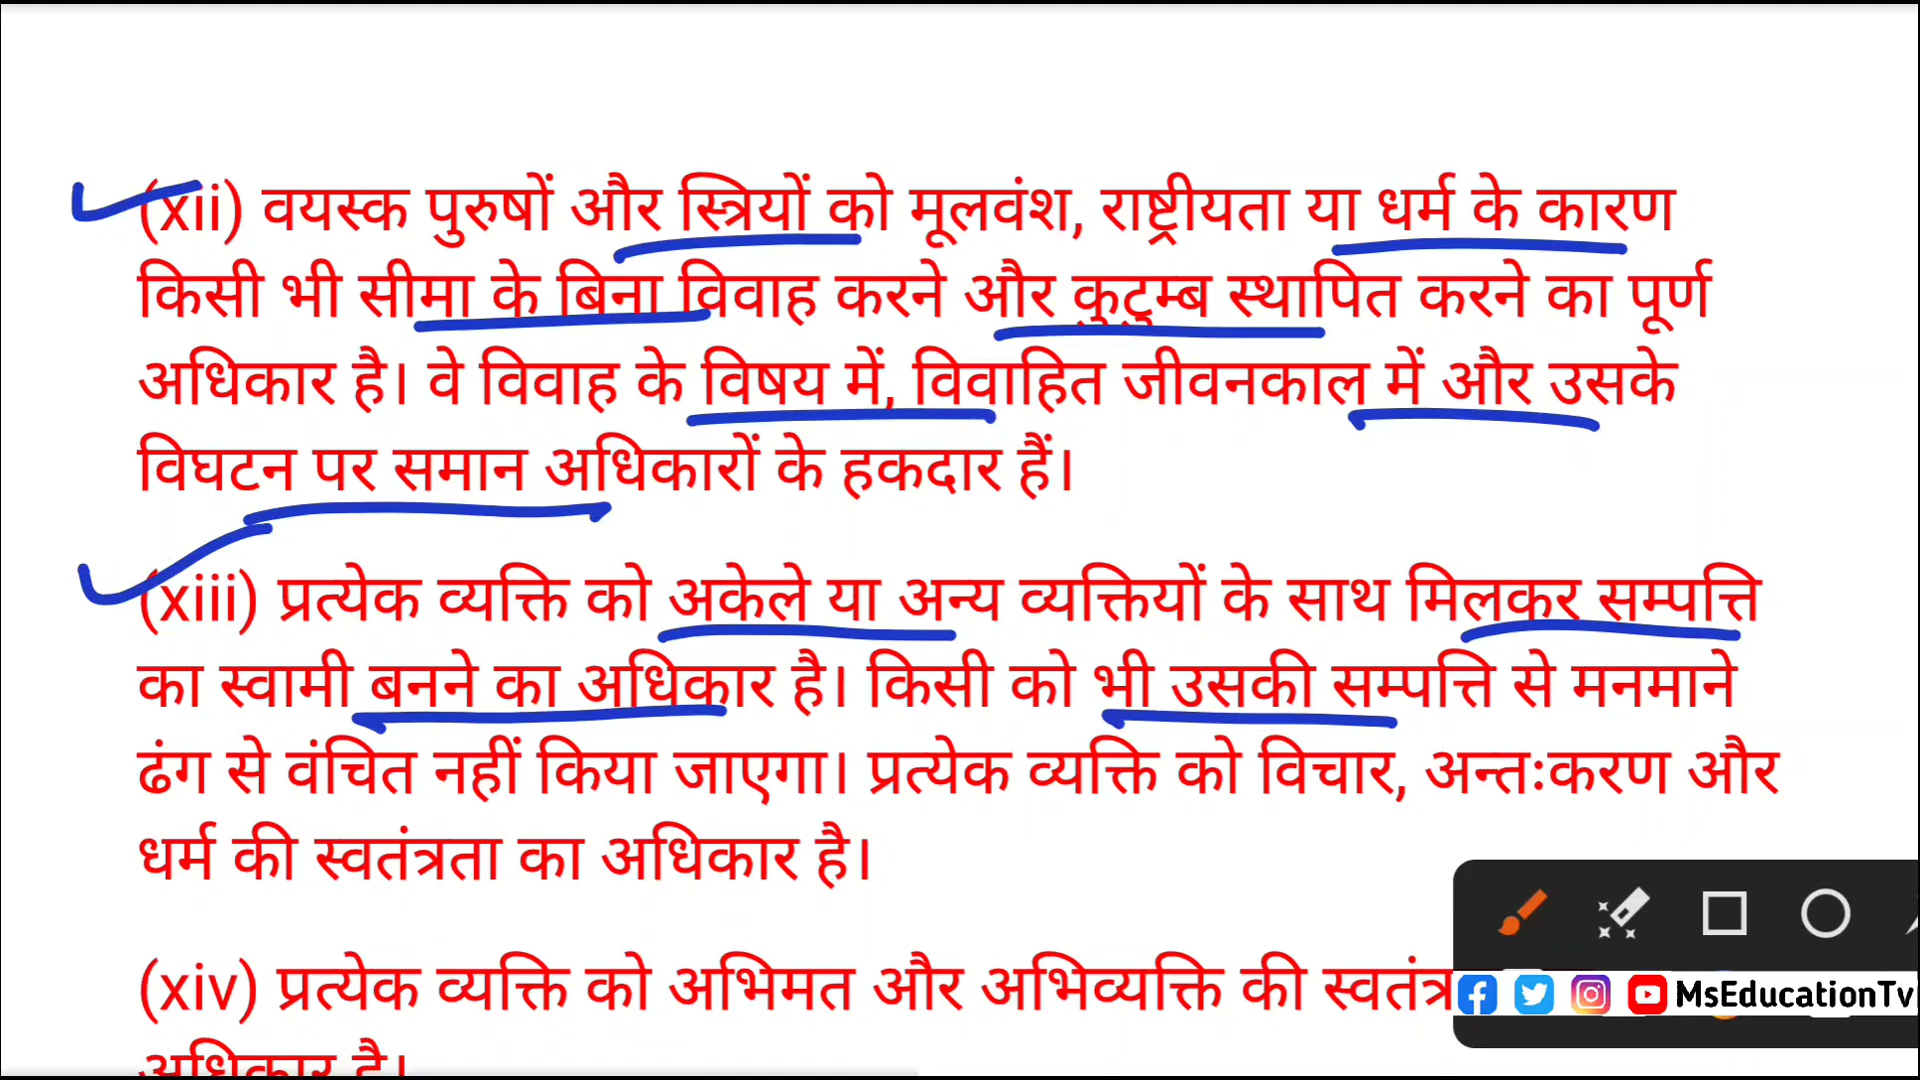 (xii) वयस्क पुरुषों और स्त्रियों को मूलवंश, राष्ट्रीयता या धर्म के कारण
किसी भी सीमा के बिना विवाह करने और कुटुम्ब स्थापित करने का पूर्ण
अधिकार है। वे विवाह के विषय में, विवाहित जीवनकाल में और उसके
विघटन पर समान अधिकारों के हकदार हैं।
(xiii) प्रत्येक व्यक्ति को अकेले या अन्य व्यक्तियों के साथ मिलकर सम्पत्ति
का स्वामी बनने का अधिकार है। किसी को भी उसकी सम्पत्ति से मनमाने
ढंग से वंचित नहीं किया जाएगा। प्रत्येक व्यक्ति को विचार, अन्तःकरण और
धर्म की स्वतंत्रता का अधिकार है।
(xiv) प्रत्येक व्यक्ति को अभिमत और अभिव्यक्ति की
MsEducationTv
अधिकार है।